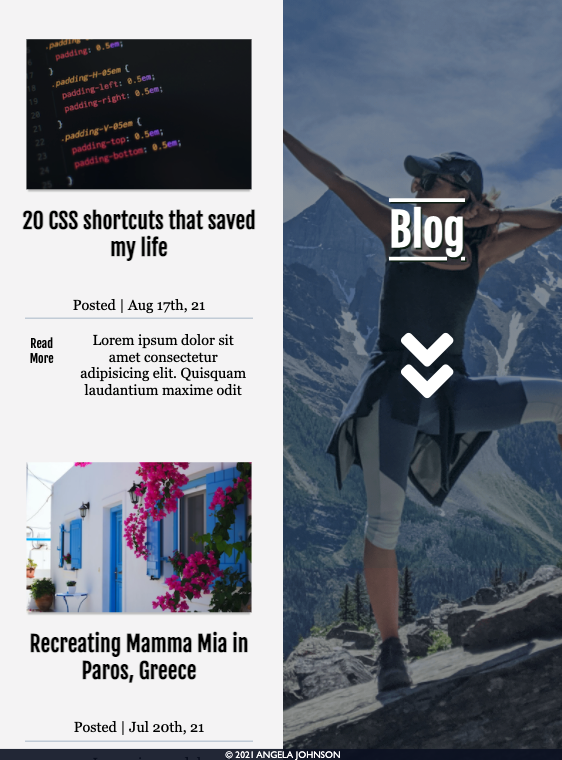 .padding
padding: 0.5em;
}
.padding-H-05em {
padding-left: 0.5em;
padding-right: 0.5em;
}
.padding-V-05em {
padding-top: 0.5em;
padding-bottom: 0.5em;
}
20 CSS shortcuts that saved
my life
Posted | Aug 17th, 21
Read
More
Lorem ipsum dolor sit
amet consectetur
adipisicing elit. Quisquam
laudantium maxime odit
Recreating Mamma Mia in
Paros, Greece
Posted | Jul 20th, 21
Blog
© 2021 ANGELA JOHNSON